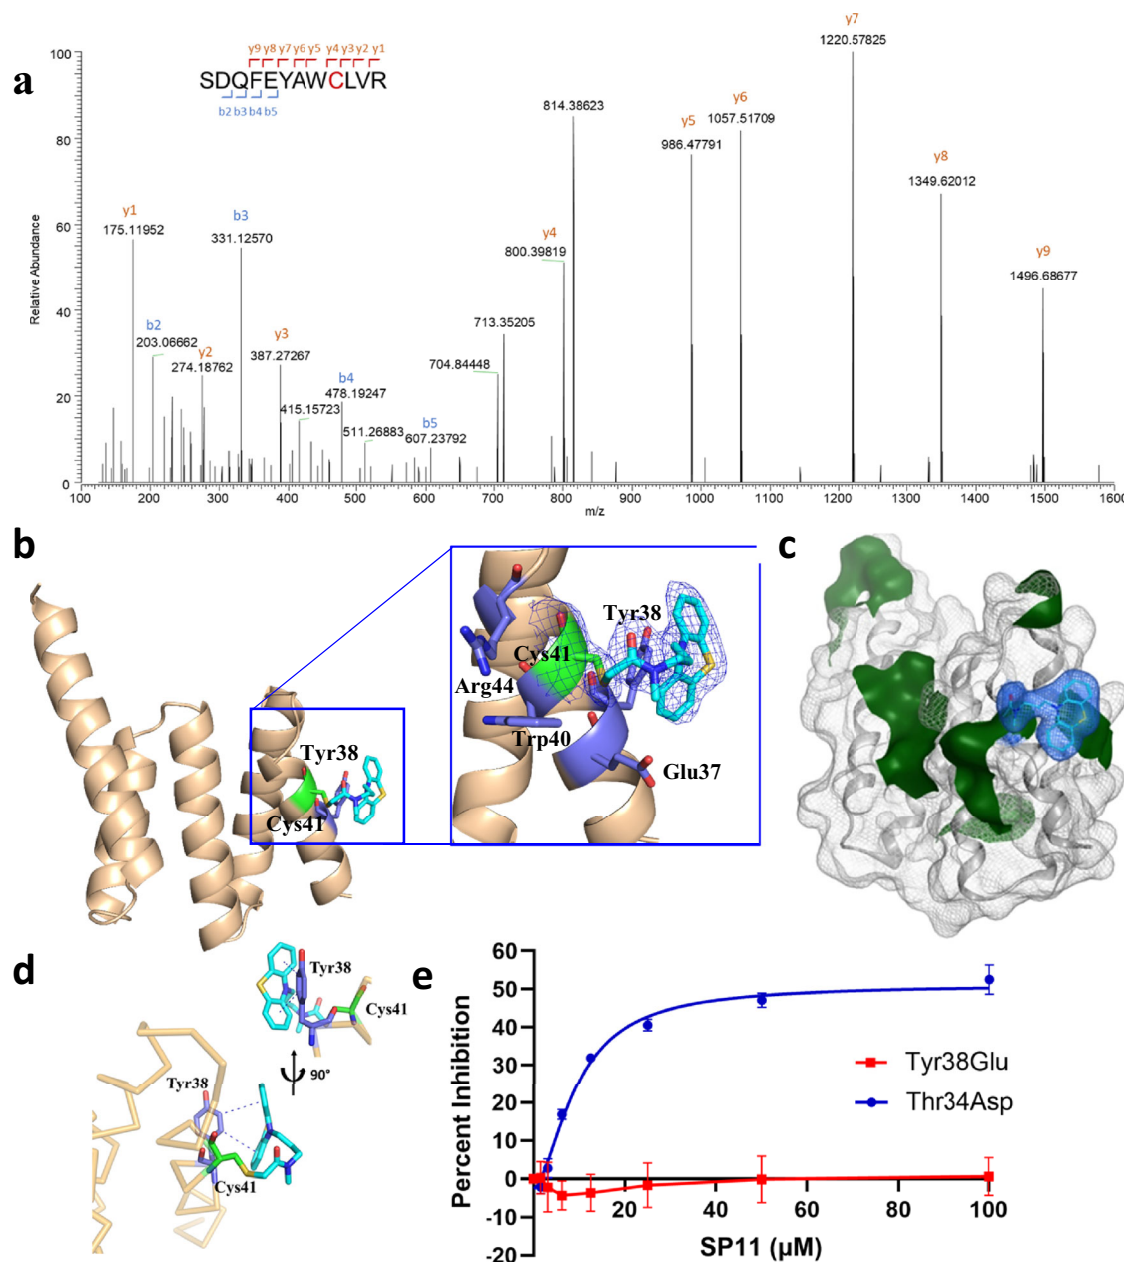 a
y9 y8 y7 y6 y5 y4 y3 y2 y1
SDQFEYAWCLVR
b2 b3 b4 b5
Relative Abundance
100
80
60
40
20
0
y1
175.11952
b2
203.06662
y2
274.18762
b3
331.12570
y3
387.27267
415.15723
b4
478.19247
511.26883
b5
607.23792
704.84448
713.35205
y4
800.39819
814.38623
y5
986.47791
y6
1057.51709
y7
1220.57825
y8
1349.62012
y9
1496.68677
100 200 300 400 500 600 700 800 900 1000 1100 1200 1300 1400 1500 1600
m/z
b
Tyr38
Cys41
Tyr38
Cys41
Arg44
Trp40
Glu37
c
d
Tyr38
Cys41
90°
Tyr38
Cys41
e
Percent Inhibition
60
50
40
30
20
10
0
-10
-20
20 40 60 80 100
SP11 (µM)
Tyr38Glu
Thr34Asp